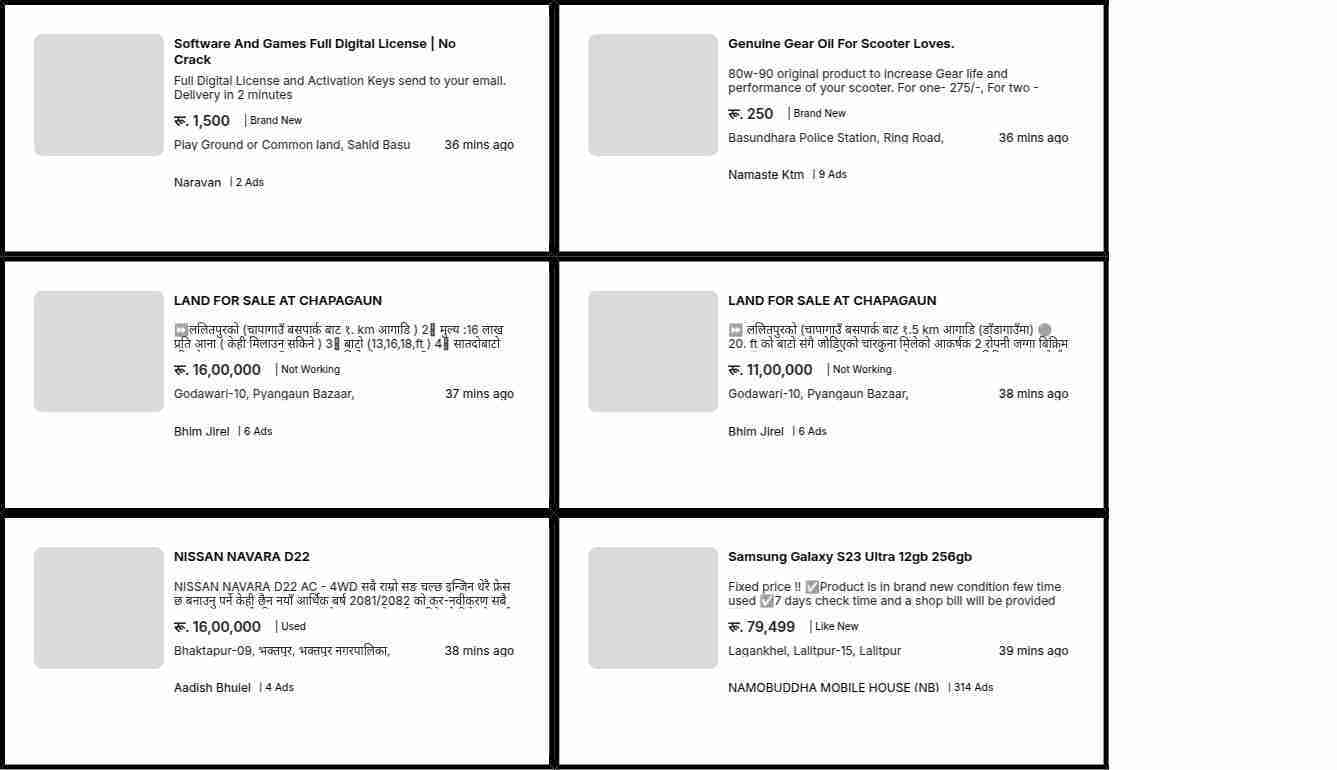 Software And Games Full Digital License | No
Crack
Full Digital License and Activation Keys send to your email.
Delivery in 2 minutes
रू. 1,500 | Brand New
Play Ground or Common land, Sahid Basu 36 mins ago
Narayan | 2 Ads
Genuine Gear Oil For Scooter Loves.
80w-90 original product to increase Gear life and
performance of your scooter. For one- 275/-, For two -
रू. 250 | Brand New
Basundhara Police Station, Ring Road, 36 mins ago
Namaste Ktm | 9 Ads
LAND FOR SALE AT CHAPAGAUN
⏩ललितपुरको (चापागाउँ बसपार्क बाट १. km आगाडि ) 2 मुल्य :16 लाख
प्रति आना ( केही मिलाउन सकिने ) 3 बाटो (13,16,18,ft ) 4 सातदोबाटो
रू. 16,00,000 | Not Working
Godawari-10, Pyangaun Bazaar, 37 mins ago
Bhim Jirel | 6 Ads
LAND FOR SALE AT CHAPAGAUN
⏩ ललितपुरको (चापागाउँ बसपार्क बाट १.5 km आगाडि (डाँडागाउँमा)
20. ft को बाटो संगै जोडिएको चारकुना मिलेको आकर्षक 2 रोपनी जग्गा बिक्रिम
रू. 11,00,000 | Not Working
Godawari-10, Pyangaun Bazaar, 38 mins ago
Bhim Jirel | 6 Ads
NISSAN NAVARA D22
NISSAN NAVARA D22 AC - 4WD सबै राम्रो सङ चल्छ इन्जिन धेरै फ्रेस
छ बनाउनु पर्ने केही छैन नयाँ आर्थिक बर्ष 2081/2082 को कर-नवीकरण सबै
रू. 16,00,000 | Used
Bhaktapur-09, भक्तपुर, भक्तपुर नगरपालिका, 38 mins ago
Aadish Bhujel | 4 Ads
Samsung Galaxy S23 Ultra 12gb 256gb
Fixed price !! ☑Product is in brand new condition few time
used ☑7 days check time and a shop bill will be provided
रू. 79,499 | Like New
Lagankhel, Lalitpur-15, Lalitpur 39 mins ago
NAMOBUDDHA MOBILE HOUSE (NB) | 314 Ads